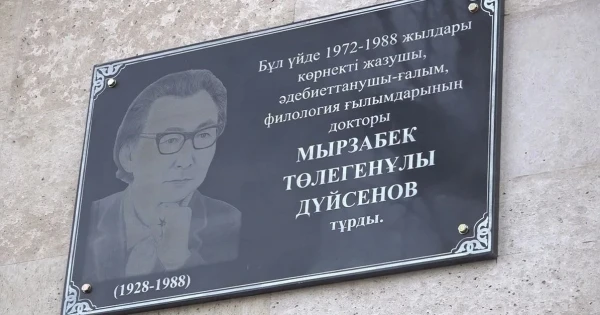 Бұл үйде 1972-1988 жылдары
көрнекті жазушы,
әдебиеттанушы-ғалым,
филология ғылымдарының
докторы
МЫРЗАБЕК
ТӨЛЕГЕНҰЛЫ
ДҮЙСЕНОВ
тұрды.
(1928-1988)